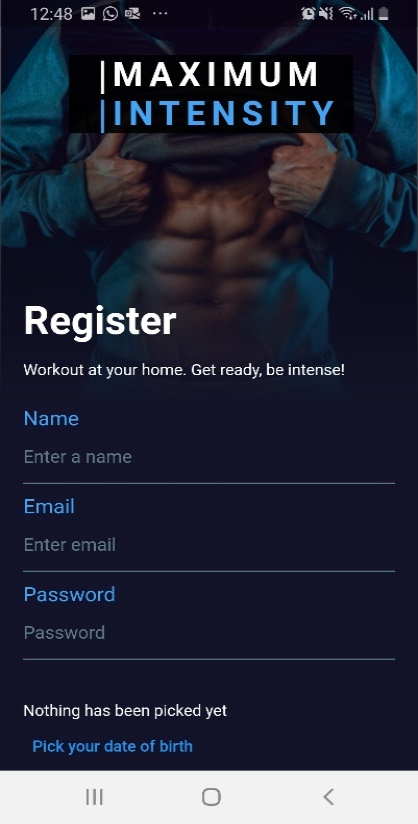 12:48
|MAXIMUM
|INTENSITY
Register
Workout at your home. Get ready, be intense!
Name
Enter a name
Email
Enter email
Password
Password
Nothing has been picked yet
Pick your date of birth